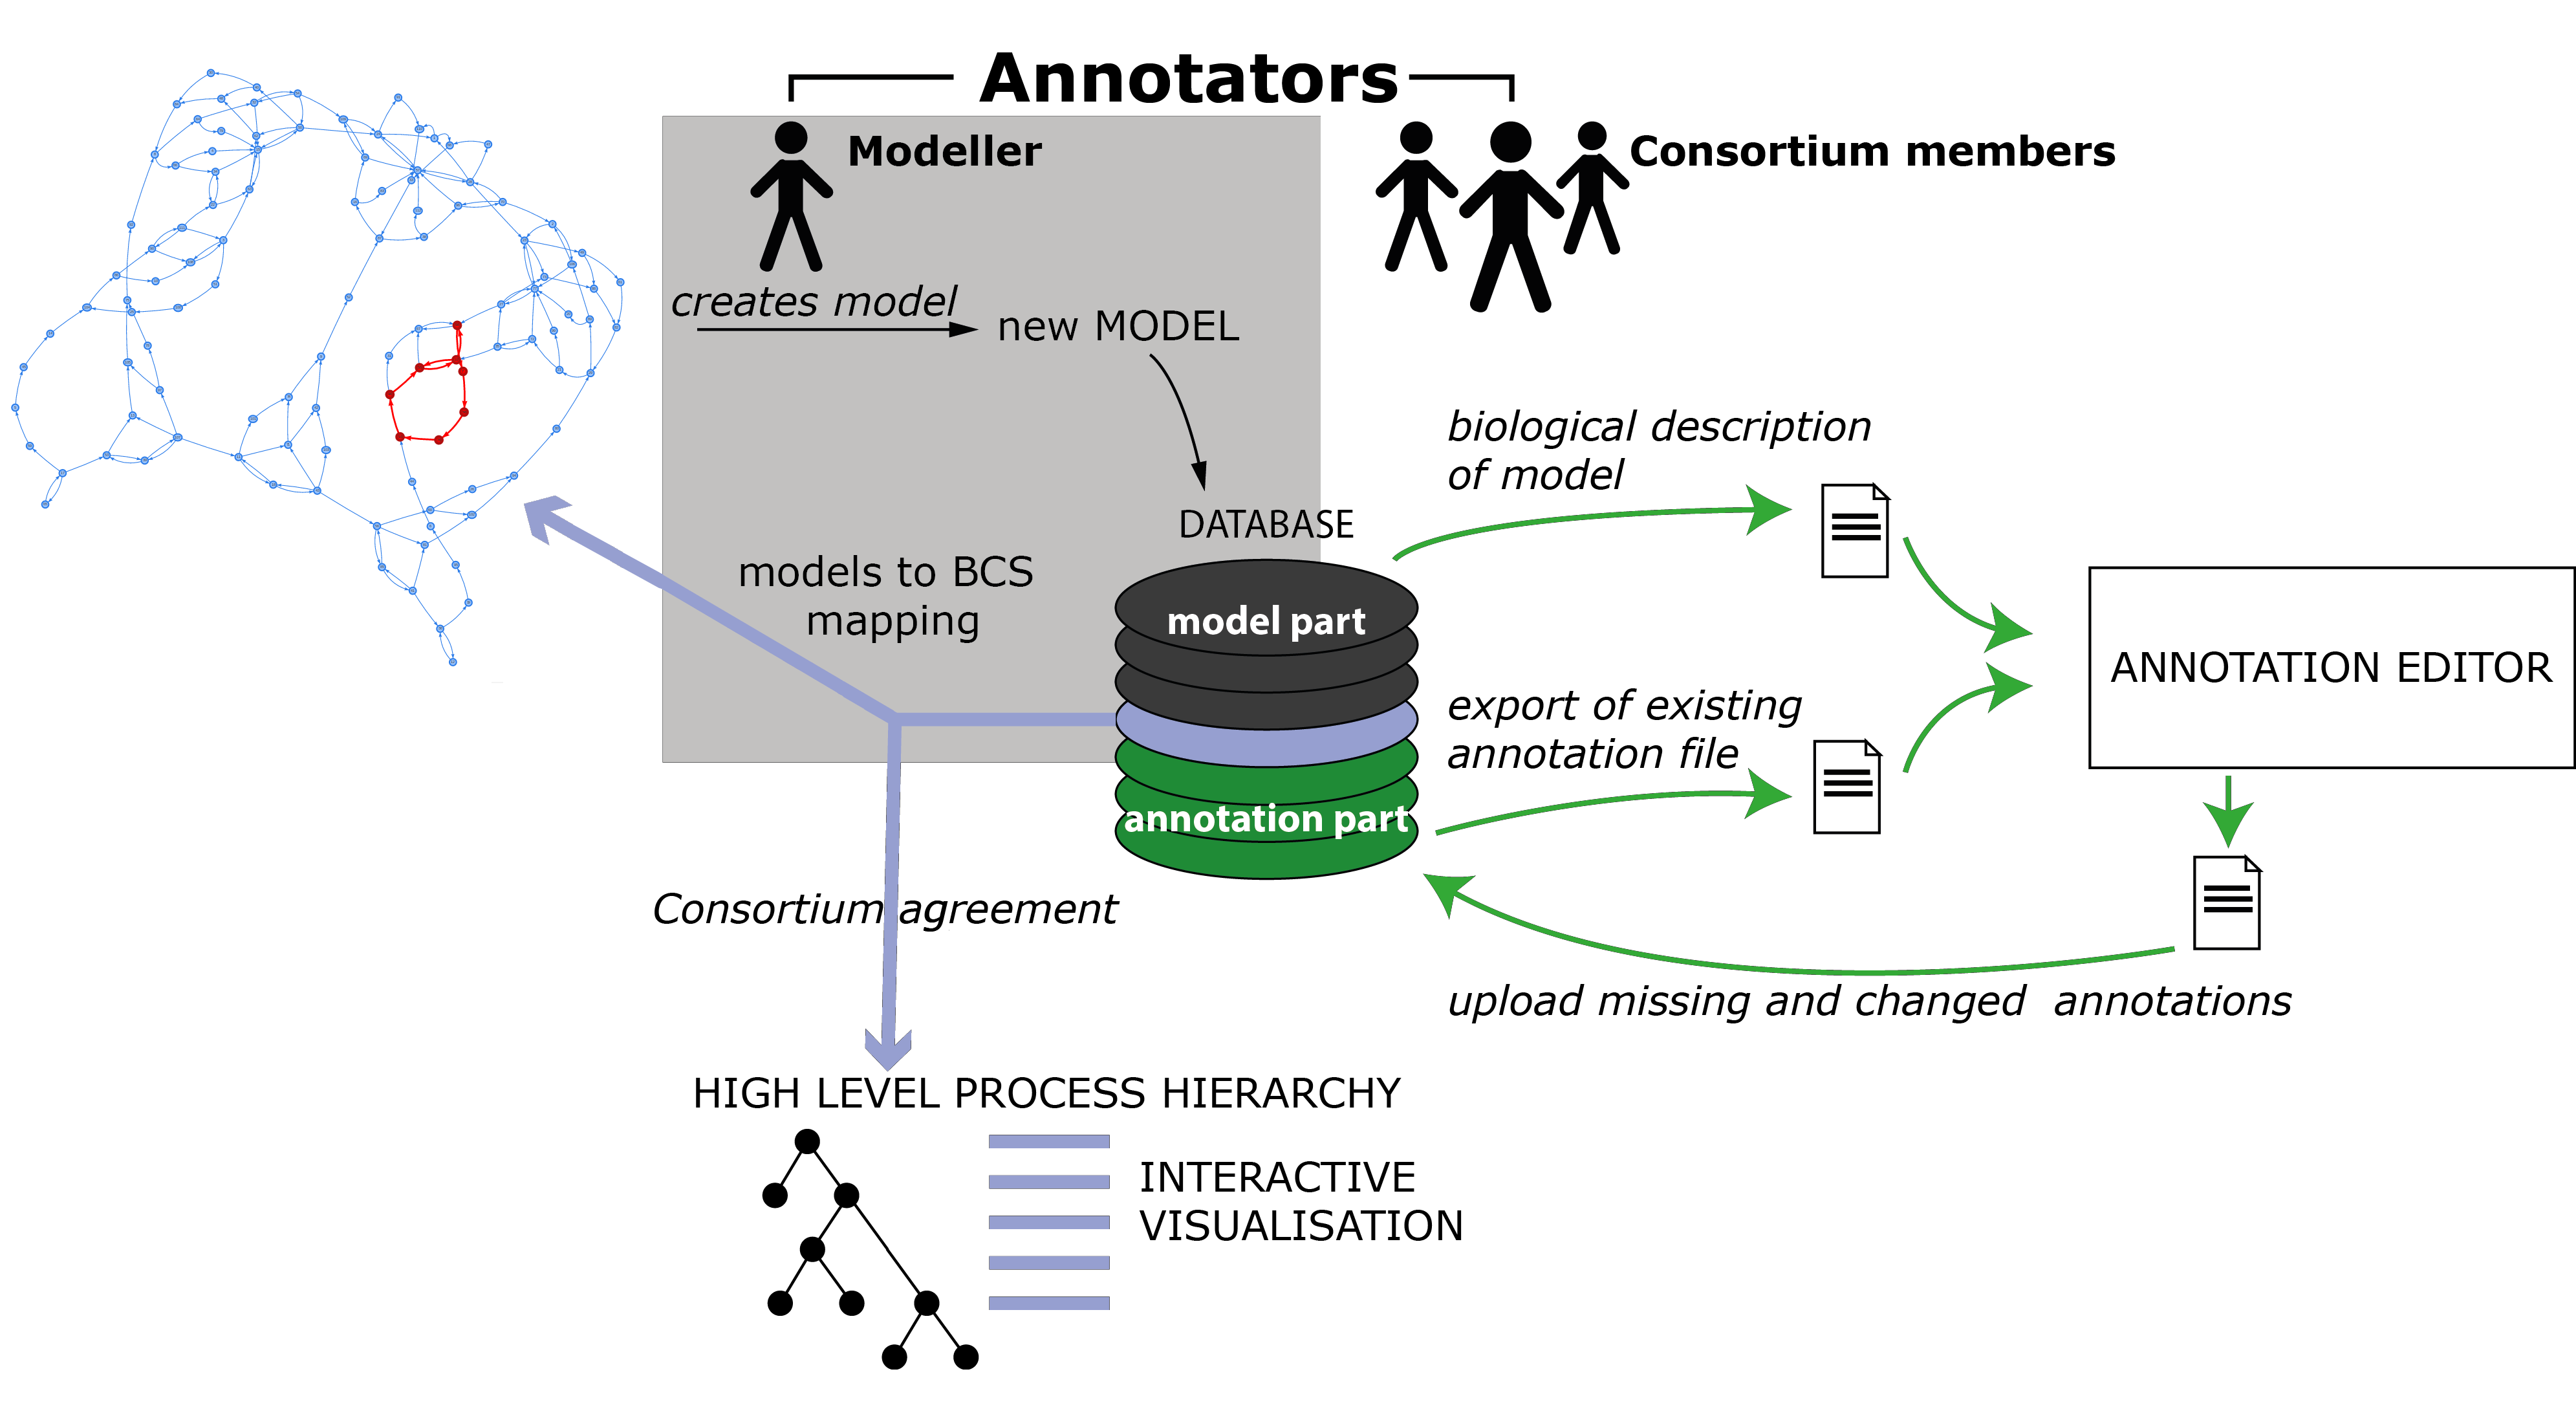 Annotators
Modeller
Consortium members
creates model
new MODEL
biological description
of model
DATABASE
models to BCS
mapping
model part
ANNOTATION EDITOR
export of existing
annotation file
annotation part
Consortium agreement
upload missing and changed  annotations
HIGH LEVEL PROCESS HIERARCHY
INTERACTIVE
VISUALISATION